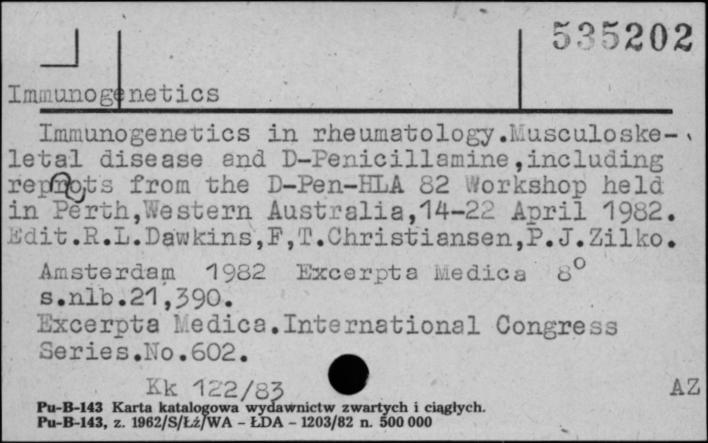 535202
Immunogenetics
Immunogenetics in rheumatology.Musculoske-
letal disease and D-Penicillamine,including
from the D-Pen-HLA 82 Workshop held
in Perth,Western Australia,14-22 April 1982.
Edit.R.L.Dawkins,F,T.Christiansen,P.J.Zilko.
Amsterdam 1982 Excerpta Medica 8°
s.nlb.21,390.
Excerpta Medica.International Congress
Series.No.602.
Kk 122/83 AZ
Pu-B-143 Karta katalogowa wydawnictw zwartych i ciągłych.
Pu-B-143, z. 1962/S/Łź/WA - ŁDA - 1203/82 n. 500 000